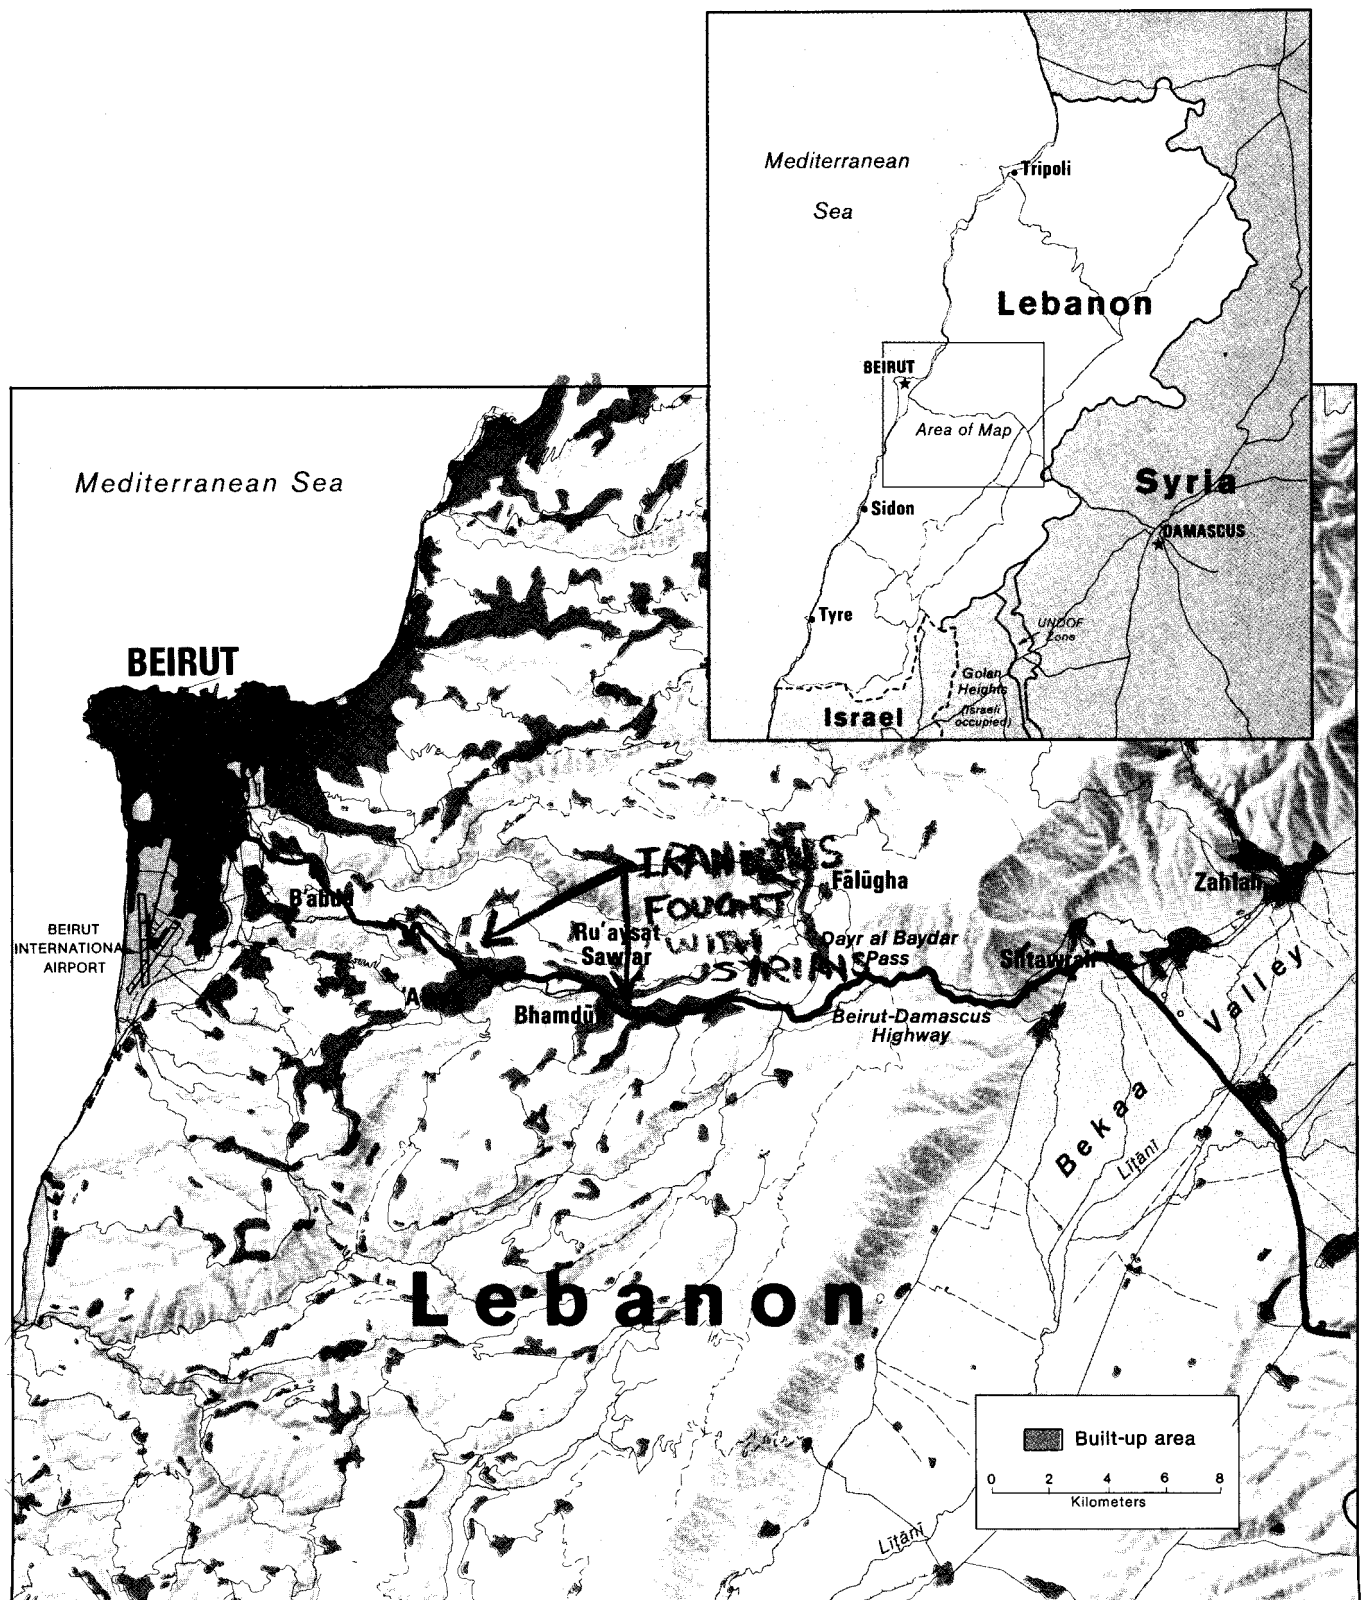 Mediterranean
Sea
Tripoli
Lebanon
BEIRUT
Area of Map
Syria
Sidon
DAMASCUS
Tyre
UNDOF
Zone
Golan
Heights
(Israeli
occupied)
Israel
Mediterranean Sea
BEIRUT
IRANIANS
FOUGHT
WITH
SYRIANS
Fālūgha
Zahlah
B'abdā
BEIRUT
INTERNATIONAL
AIRPORT
Ru'aysat
Sawfar
Dayr al Baydar
Pass
Shtawrah
Bhamdūn
Beirut-Damascus
Highway
Bekaa Valley
Līṭānī
Lebanon
Built-up area
0 2 4 6 8
Kilometers
Līṭānī